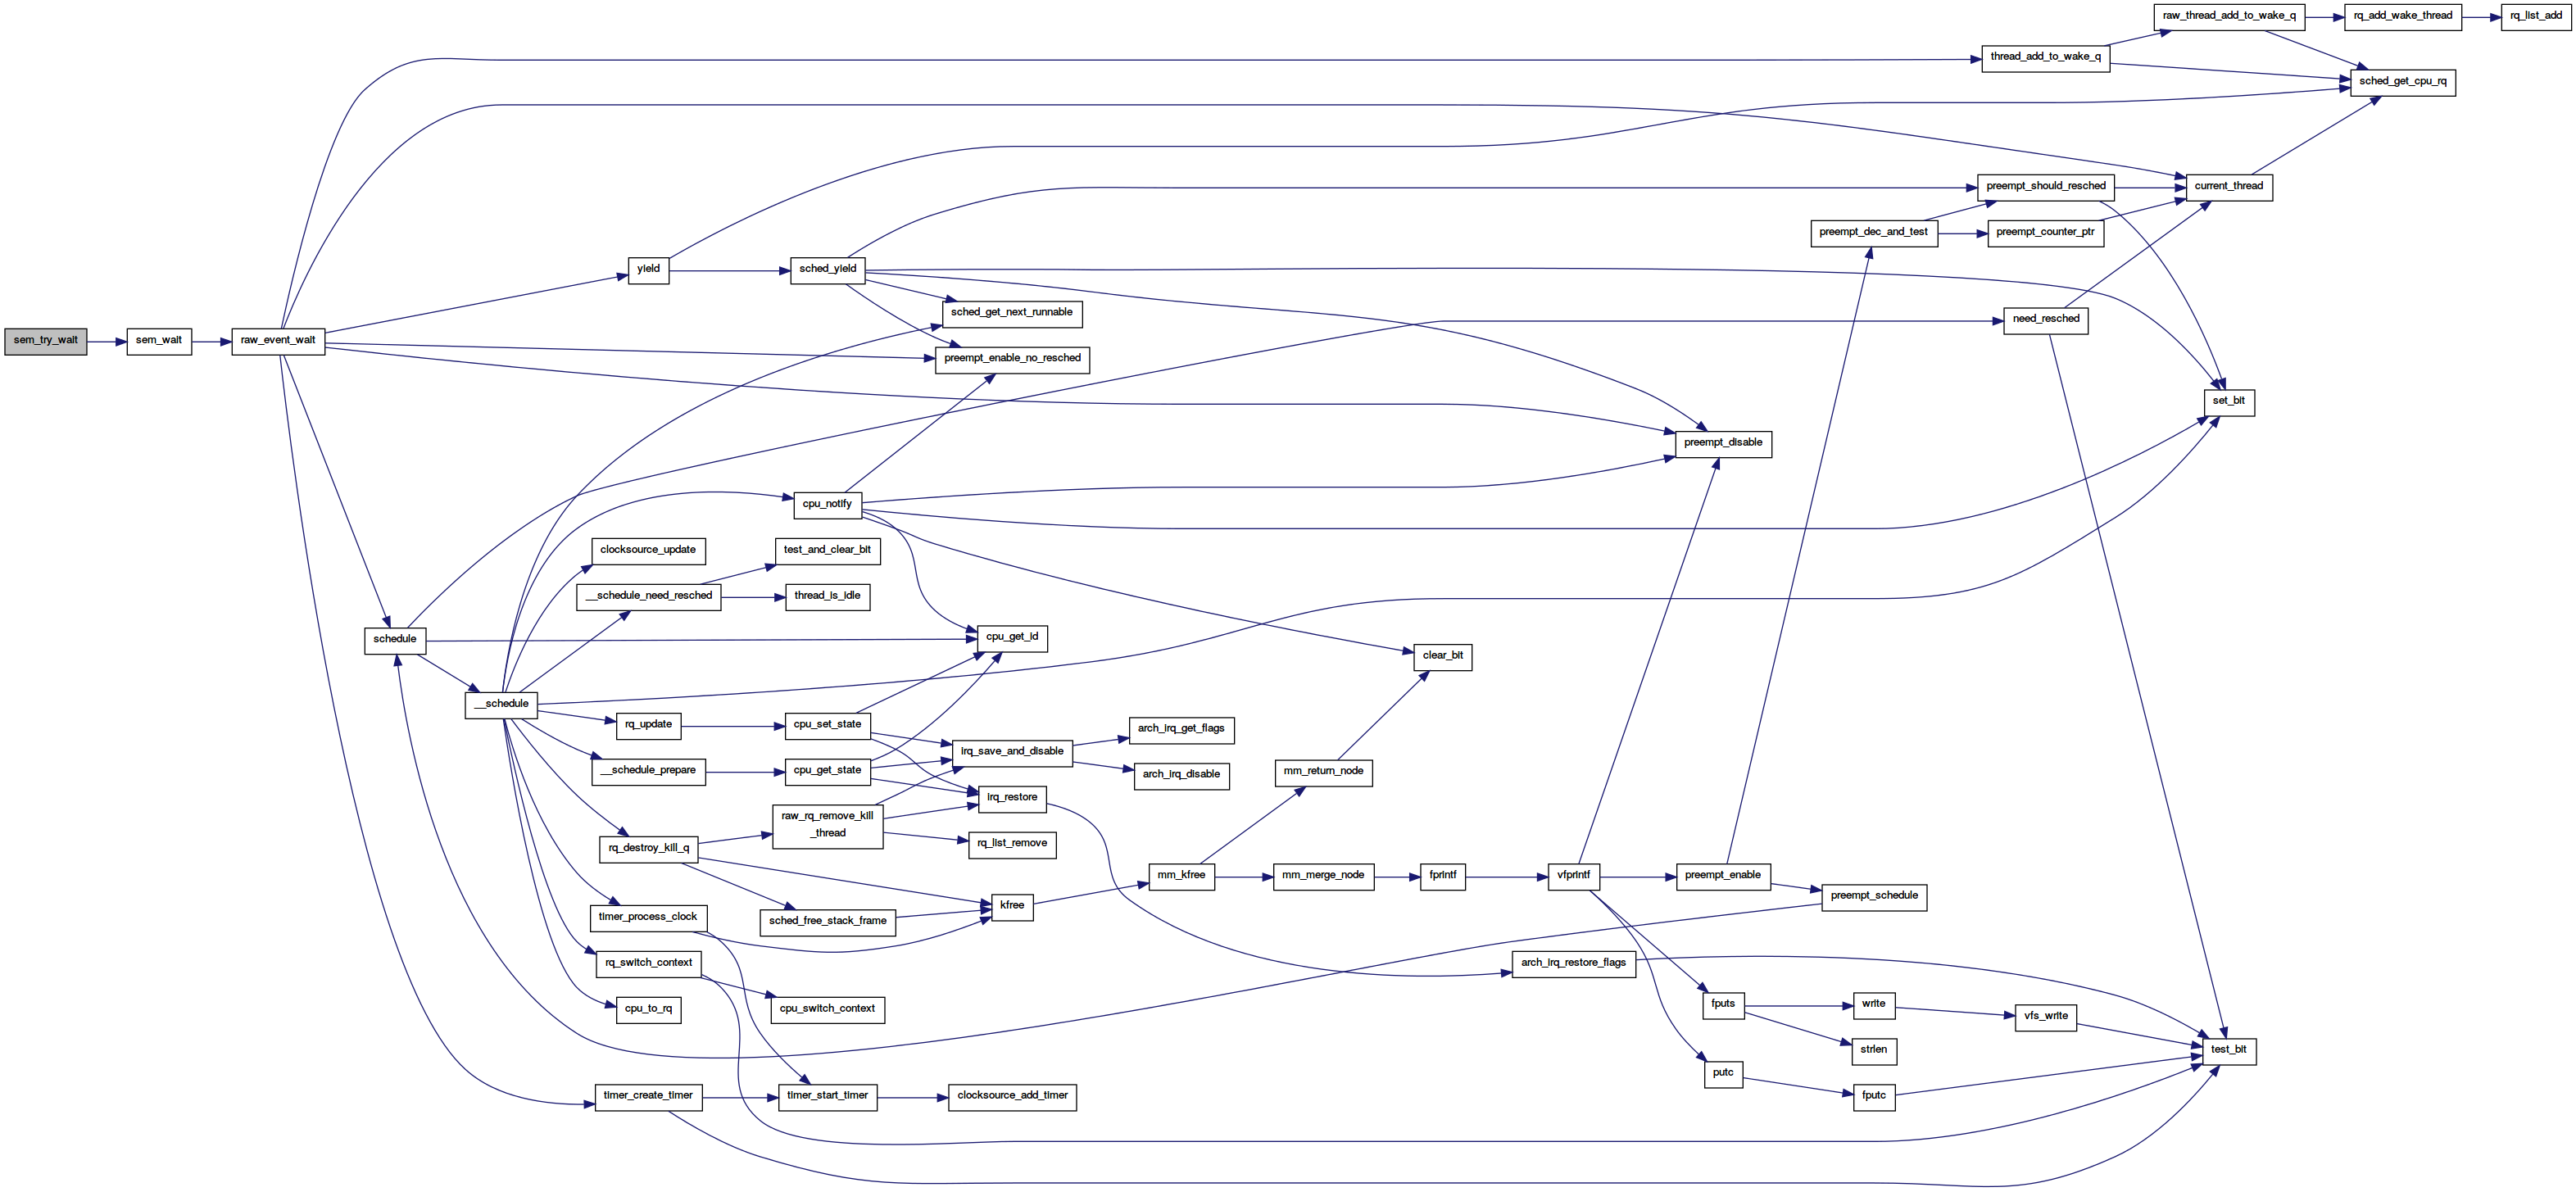 raw_thread_add_to_wake_q
rq_add_wake_thread
rq_list_add
thread_add_to_wake_q
sched_get_cpu_rq
preempt_should_resched
current_thread
preempt_dec_and_test
preempt_counter_ptr
yield
sched_yield
sched_get_next_runnable
need_resched
sem_try_wait
sem_wait
raw_event_wait
preempt_enable_no_resched
set_bit
preempt_disable
cpu_notify
clocksource_update
test_and_clear_bit
__schedule_need_resched
thread_is_idle
schedule
cpu_get_id
clear_bit
__schedule
rq_update
cpu_set_state
arch_irq_get_flags
irq_save_and_disable
__schedule_prepare
cpu_get_state
arch_irq_disable
mm_return_node
irq_restore
raw_rq_remove_kill
_thread
rq_list_remove
rq_destroy_kill_q
mm_kfree
mm_merge_node
fprintf
vfprintf
preempt_enable
preempt_schedule
kfree
timer_process_clock
sched_free_stack_frame
rq_switch_context
arch_irq_restore_flags
cpu_to_rq
cpu_switch_context
fputs
write
vfs_write
strlen
test_bit
putc
fputc
timer_create_timer
timer_start_timer
clocksource_add_timer